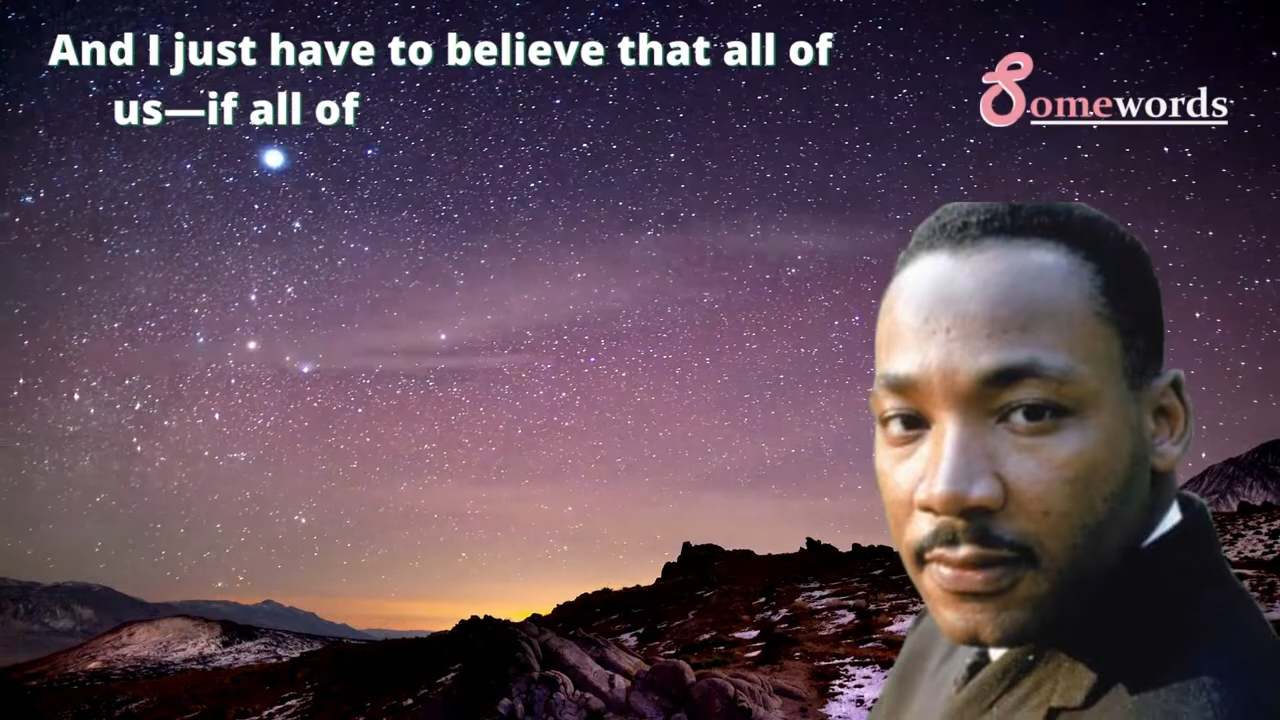 And I just have to believe that all of
us—if all of
Somewords